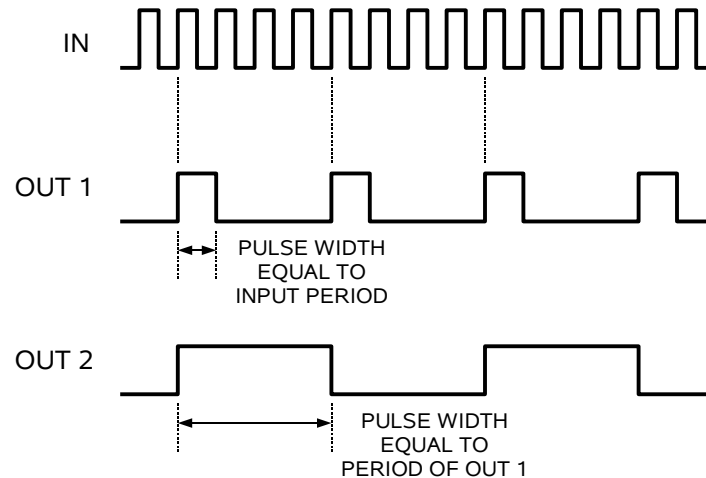 IN
OUT 1
PULSE WIDTH
EQUAL TO
INPUT PERIOD
OUT 2
PULSE WIDTH
EQUAL TO
PERIOD OF OUT 1